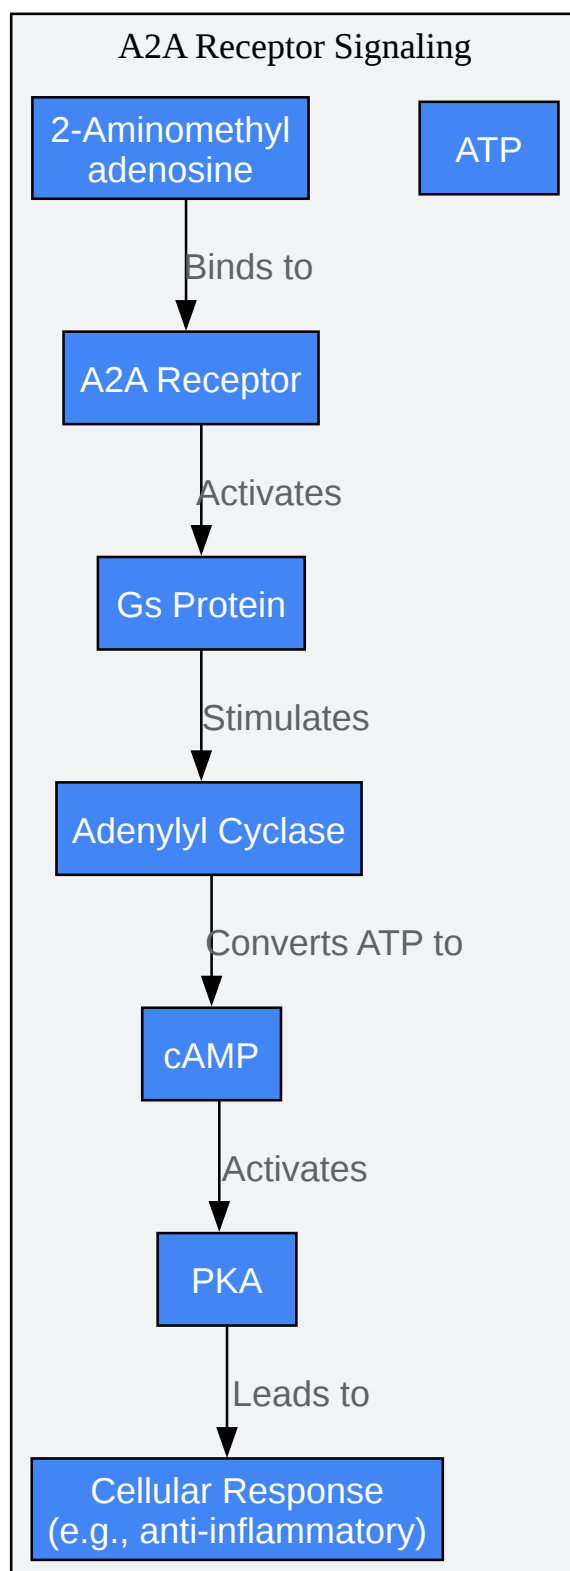 A2A Receptor Signaling
2-Aminomethyl
adenosine
ATP
Binds to
A2A Receptor
Activates
Gs Protein
Stimulates
Adenylyl Cyclase
Converts ATP to
cAMP
Activates
PKA
Leads to
Cellular Response
(e.g., anti-inflammatory)